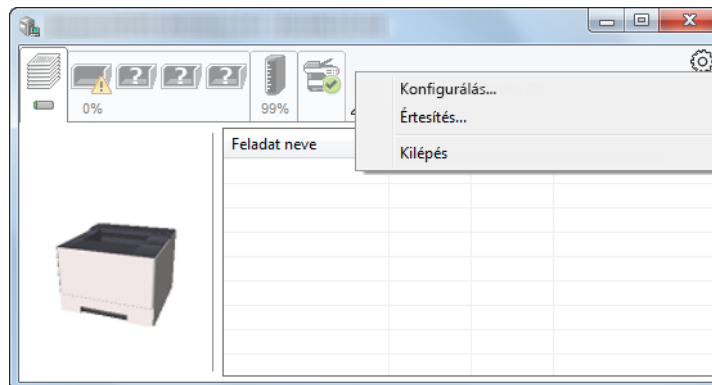 0%
99%
Konfigurálás...
Értesítés...
Kilépés
Feladat neve